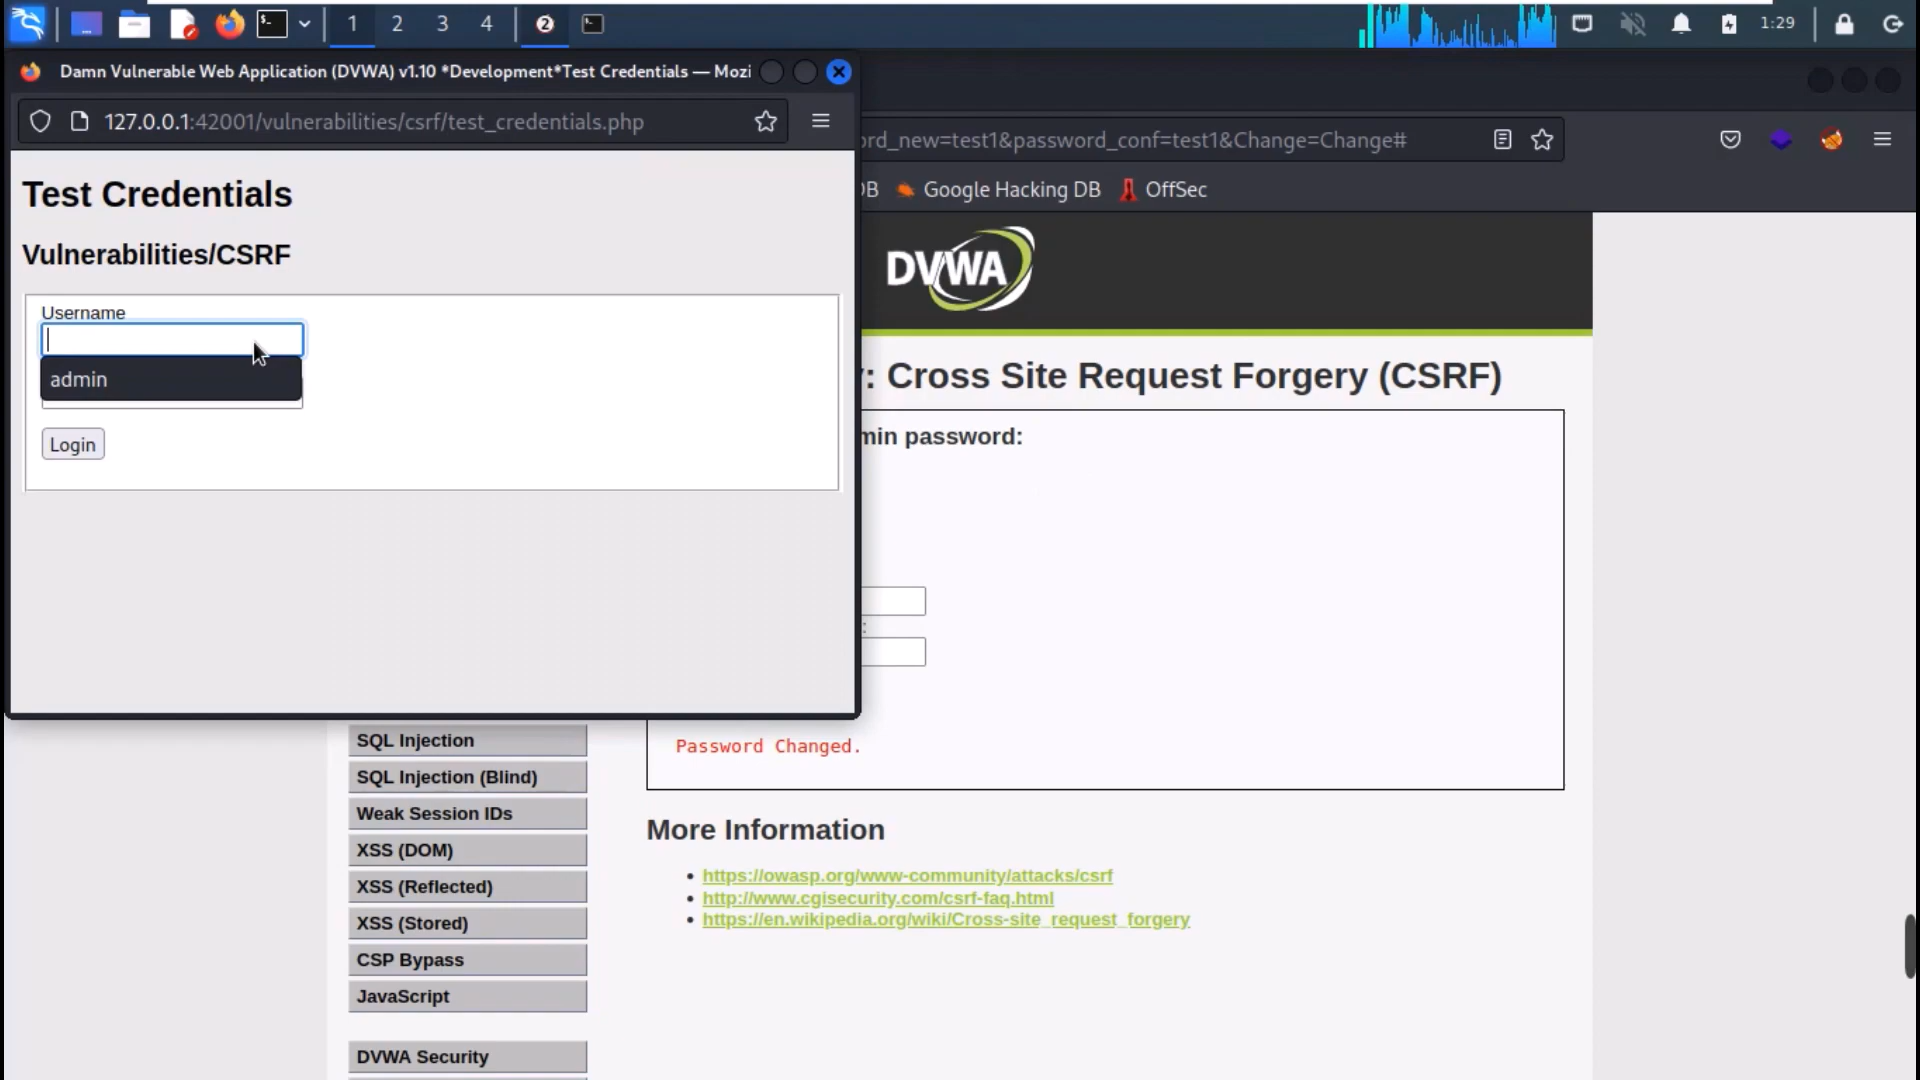 1 2 3 4
1:29
Damn Vulnerable Web Application (DVWA) v1.10 *Development*Test Credentials — Mozi
127.0.0.1:42001/vulnerabilities/csrf/test_credentials.php
Test Credentials
Vulnerabilities/CSRF
Username
admin
Login
ord_new=test1&password_conf=test1&Change=Change#
DB Google Hacking DB OffSec
DVWA
: Cross Site Request Forgery (CSRF)
min password:
:
Password Changed.
More Information
https://owasp.org/www-community/attacks/csrf
http://www.cgisecurity.com/csrf-faq.html
https://en.wikipedia.org/wiki/Cross-site_request_forgery
SQL Injection
SQL Injection (Blind)
Weak Session IDs
XSS (DOM)
XSS (Reflected)
XSS (Stored)
CSP Bypass
JavaScript
DVWA Security